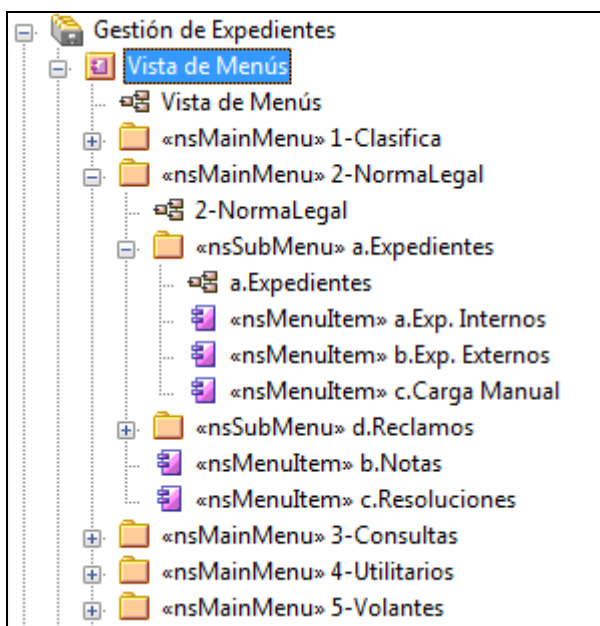 Gestión de Expedientes
Vista de Menús
Vista de Menús
«nsMainMenu» 1-Clasifica
«nsMainMenu» 2-NormaLegal
2-NormaLegal
«nsSubMenu» a.Expedientes
a.Expedientes
«nsMenuItem» a.Exp. Internos
«nsMenuItem» b.Exp. Externos
«nsMenuItem» c.Carga Manual
«nsSubMenu» d.Reclamos
«nsMenuItem» b.Notas
«nsMenuItem» c.Resoluciones
«nsMainMenu» 3-Consultas
«nsMainMenu» 4-Utilitarios
«nsMainMenu» 5-Volantes